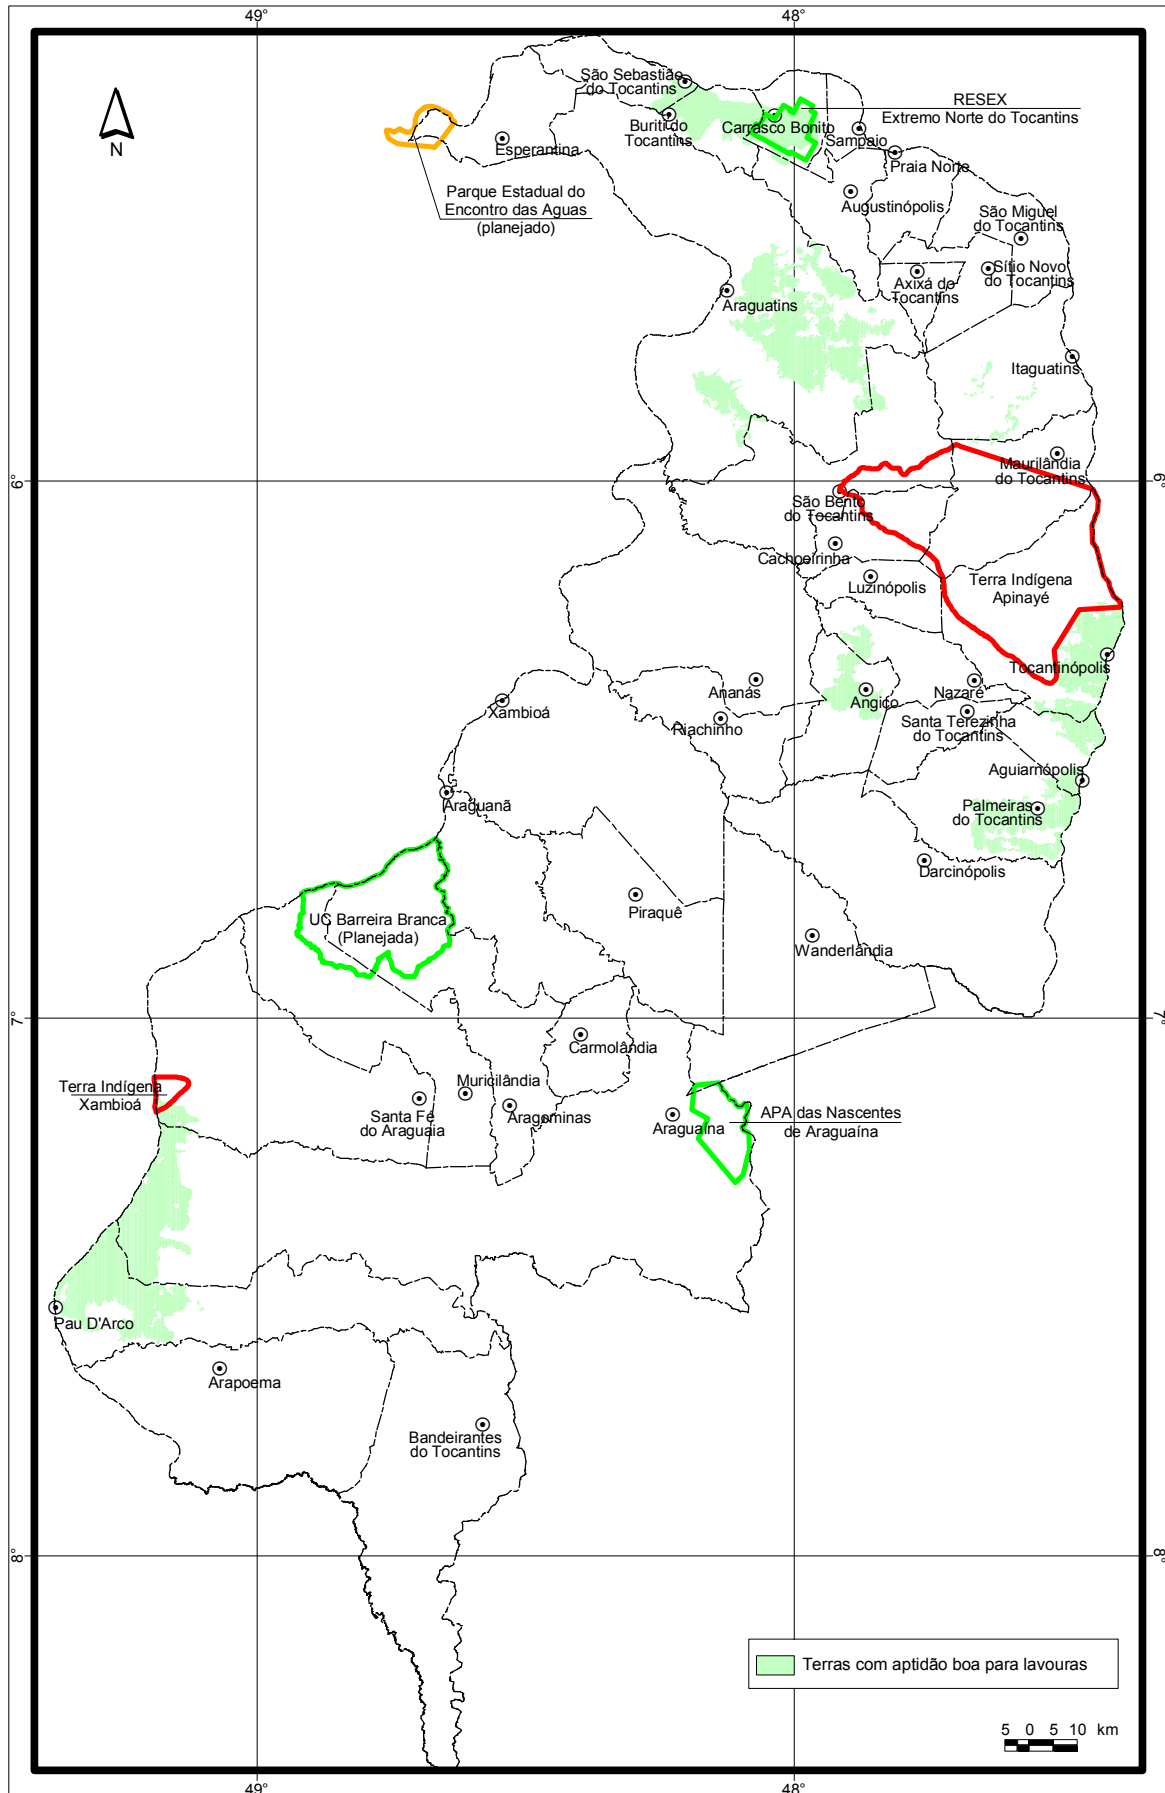 49°
48°
São Sebastião
do Tocantins
RESEX
Extremo Norte do Tocantins
N
Buriti do
Tocantins
Carrasco Bonito
Esperantina
Sampaio
Praia Norte
Parque Estadual do
Encontro das Aguas
(planejado)
Augustinópolis
São Miguel
do Tocantins
Axixá do
Tocantins
Sítio Novo
do Tocantins
Araguatins
Itaguatins
Maurilândia
do Tocantins
6°
6°
São Bento
do Tocantins
Cachoeirinha
Luzinópolis
Terra Indígena
Apinayé
Tocantinópolis
Ananás
Angico
Nazaré
Xambioá
Riachinho
Santa Terezinha
do Tocantins
Aguiarnópolis
Araguanã
Palmeiras
do Tocantins
Darcinópolis
Piraquê
UC Barreira Branca
(Planejada)
Wanderlândia
7°
7°
Carmolândia
Terra Indígena
Xambioá
Muricilândia
Santa Fé
do Araguaia
Aragominas
Araguaína
APA das Nascentes
de Araguaína
Pau D'Arco
Arapoema
Bandeirantes
do Tocantins
8°
8°
Terras com aptidão boa para lavouras
5 0 5 10 km
49°
48°